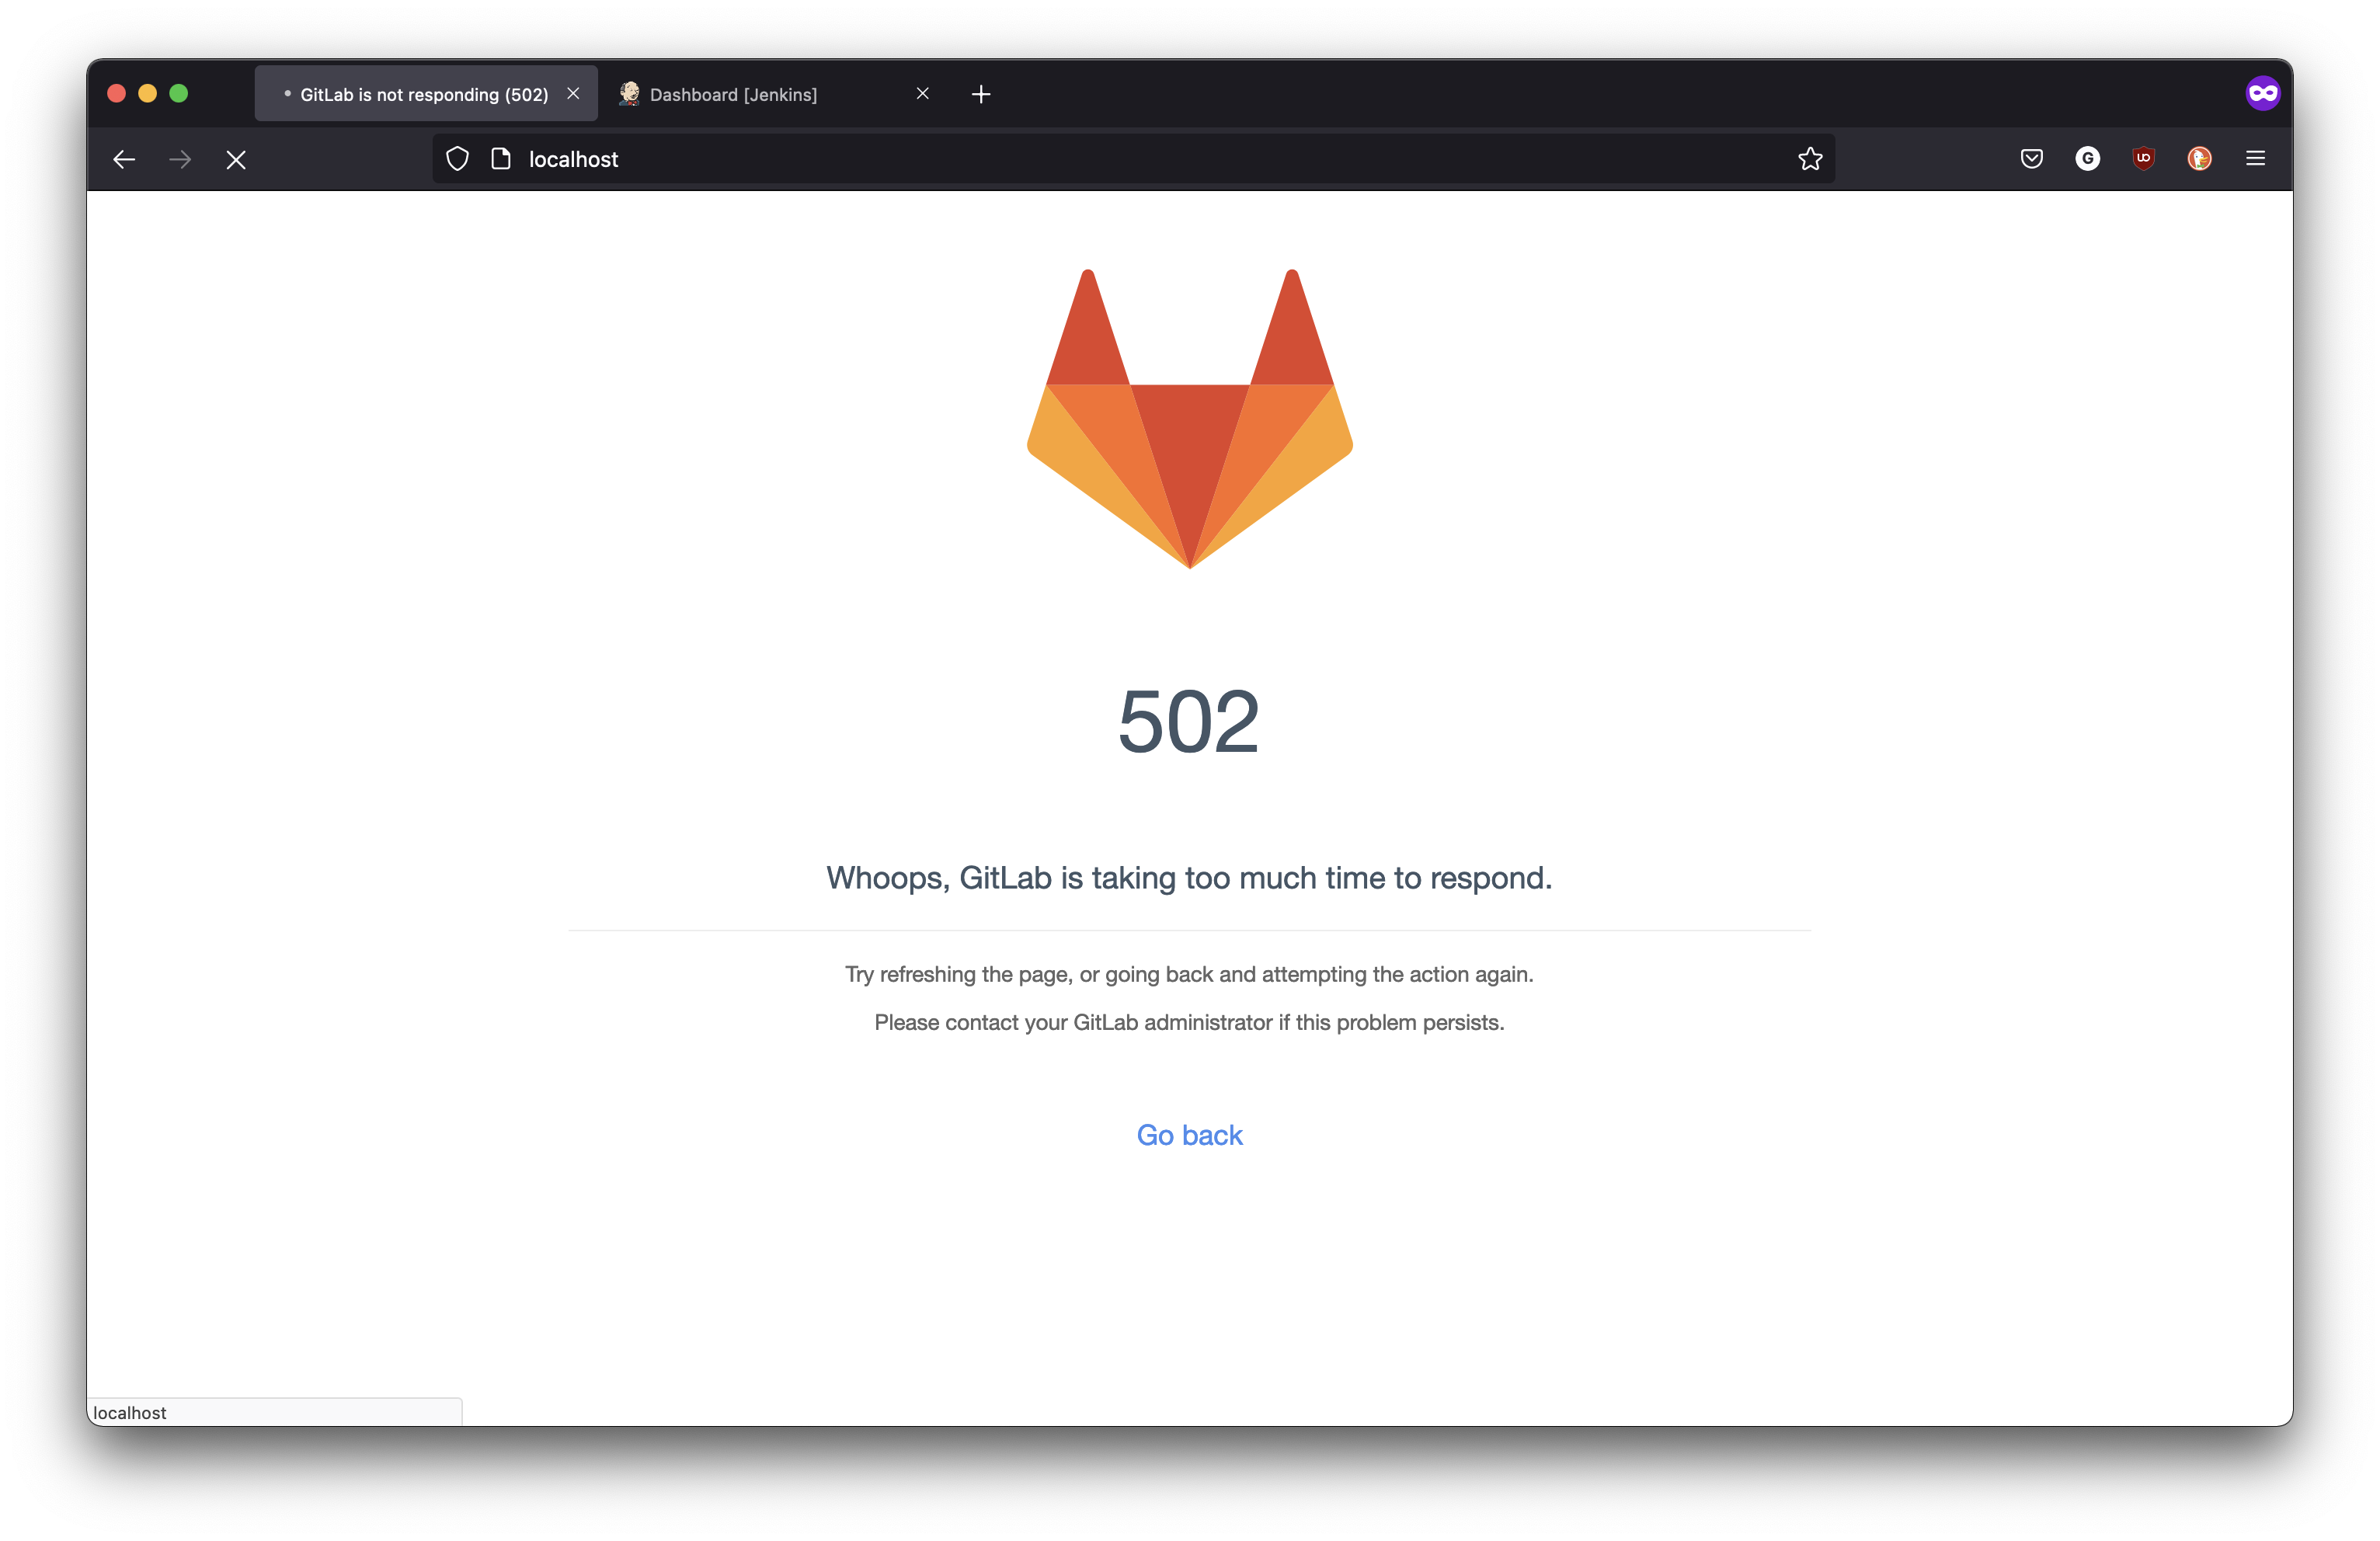 GitLab is not responding (502)
Dashboard [Jenkins]
localhost
G
UO
502
Whoops, GitLab is taking too much time to respond.
Try refreshing the page, or going back and attempting the action again.
Please contact your GitLab administrator if this problem persists.
Go back
localhost